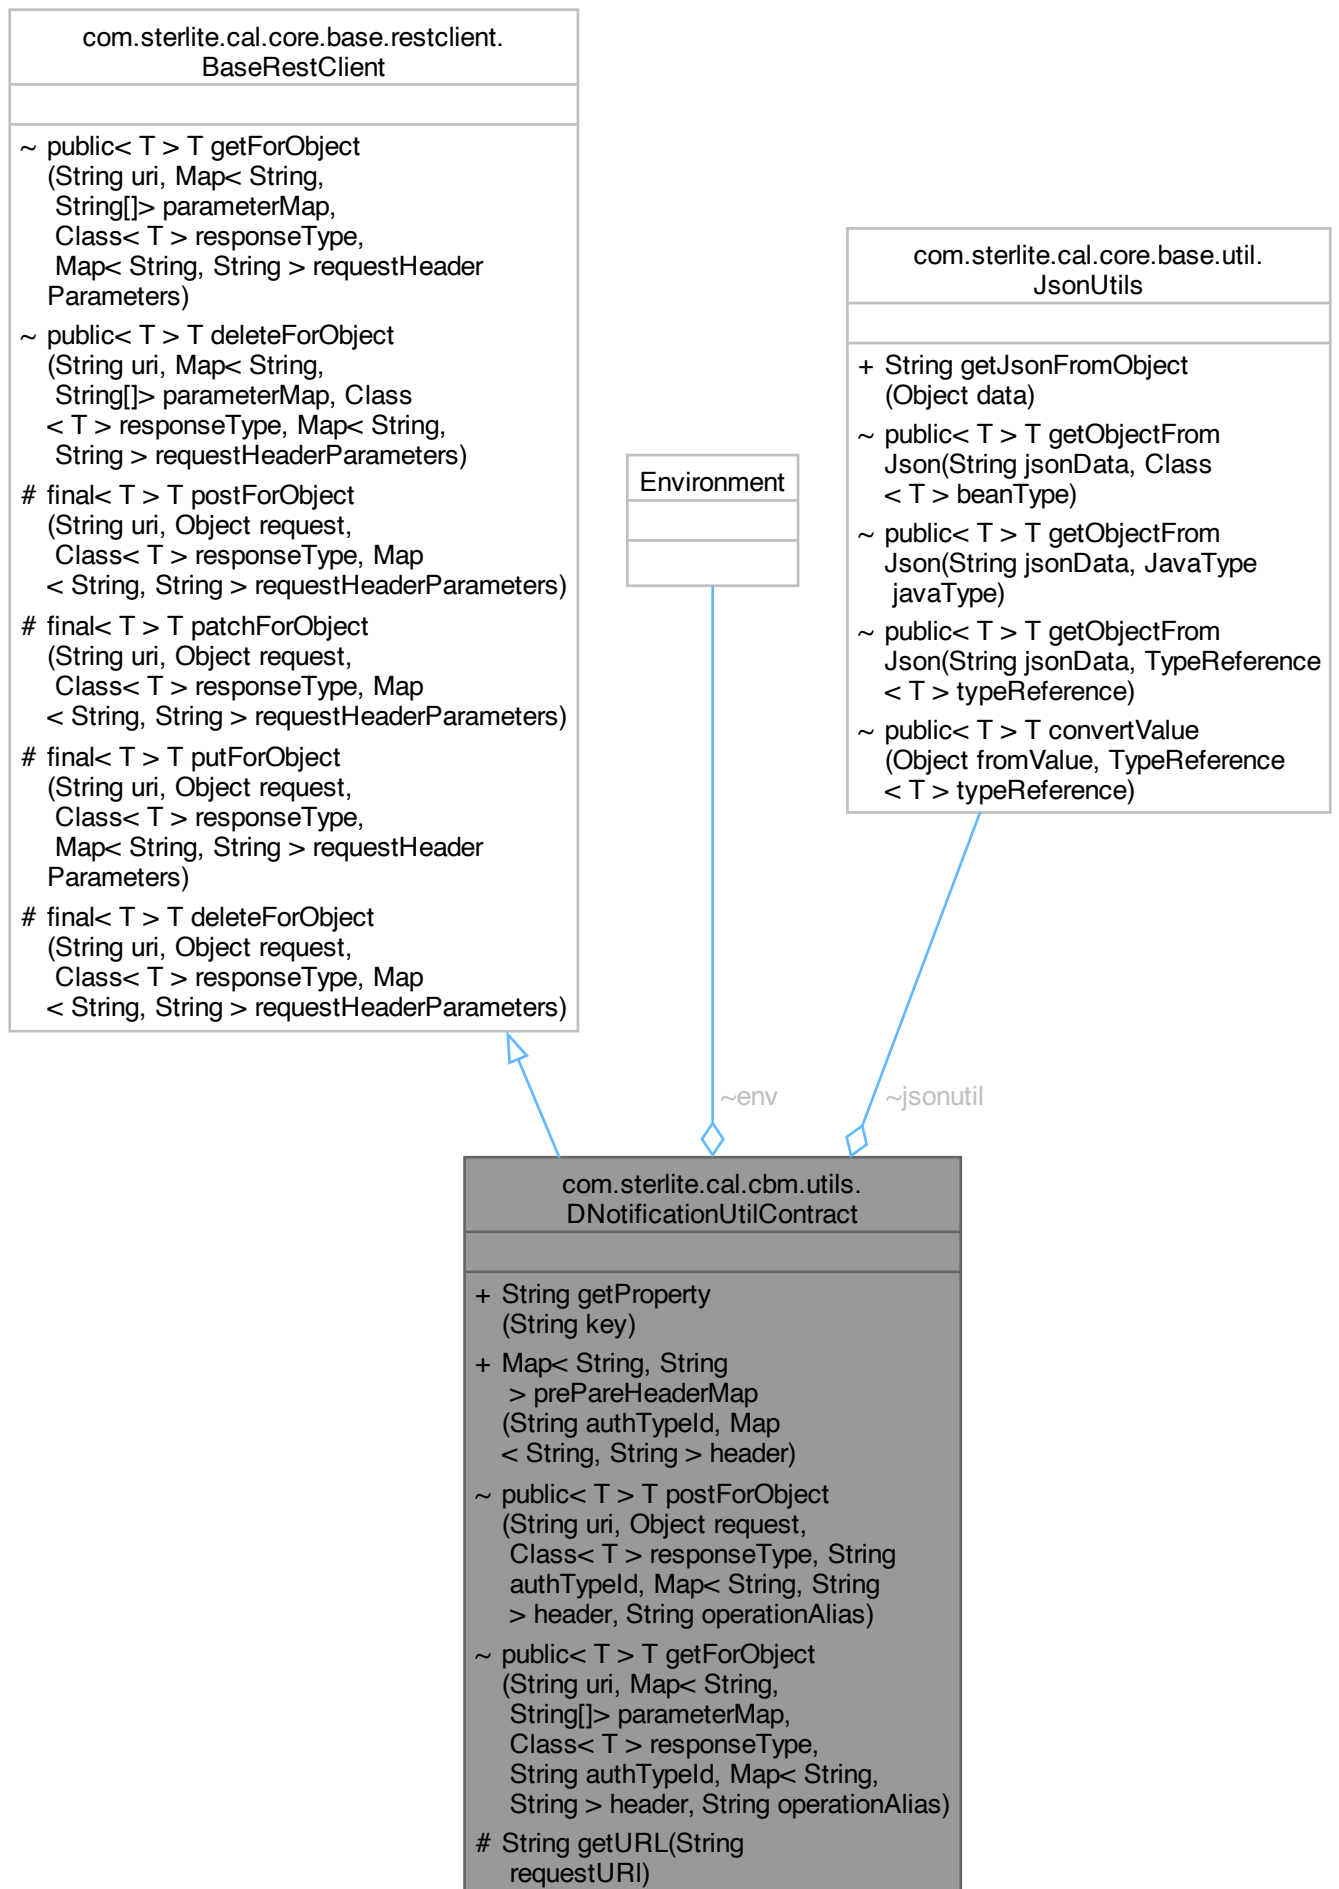 com.sterlite.cal.core.base.restclient.
BaseRestClient
~ public< T > T getForObject
(String uri, Map< String,
String[]> parameterMap,
Class< T > responseType,
Map< String, String > requestHeader
Parameters)
~ public< T > T deleteForObject
(String uri, Map< String,
String[]> parameterMap, Class
< T > responseType, Map< String,
String > requestHeaderParameters)
# final< T > T postForObject
(String uri, Object request,
Class< T > responseType, Map
< String, String > requestHeaderParameters)
# final< T > T patchForObject
(String uri, Object request,
Class< T > responseType, Map
< String, String > requestHeaderParameters)
# final< T > T putForObject
(String uri, Object request,
Class< T > responseType,
Map< String, String > requestHeader
Parameters)
# final< T > T deleteForObject
(String uri, Object request,
Class< T > responseType, Map
< String, String > requestHeaderParameters)
Environment
com.sterlite.cal.core.base.util.
JsonUtils
+ String getJsonFromObject
(Object data)
~ public< T > T getObjectFrom
Json(String jsonData, Class
< T > beanType)
~ public< T > T getObjectFrom
Json(String jsonData, JavaType
javaType)
~ public< T > T getObjectFrom
Json(String jsonData, TypeReference
< T > typeReference)
~ public< T > T convertValue
(Object fromValue, TypeReference
< T > typeReference)
~env
~jsonutil
com.sterlite.cal.cbm.utils.
DNotificationUtilContract
+ String getProperty
(String key)
+ Map< String, String
> prePareHeaderMap
(String authTypeId, Map
< String, String > header)
~ public< T > T postForObject
(String uri, Object request,
Class< T > responseType, String
authTypeId, Map< String, String
> header, String operationAlias)
~ public< T > T getForObject
(String uri, Map< String,
String[]> parameterMap,
Class< T > responseType,
String authTypeId, Map< String,
String > header, String operationAlias)
# String getURL(String
requestURI)